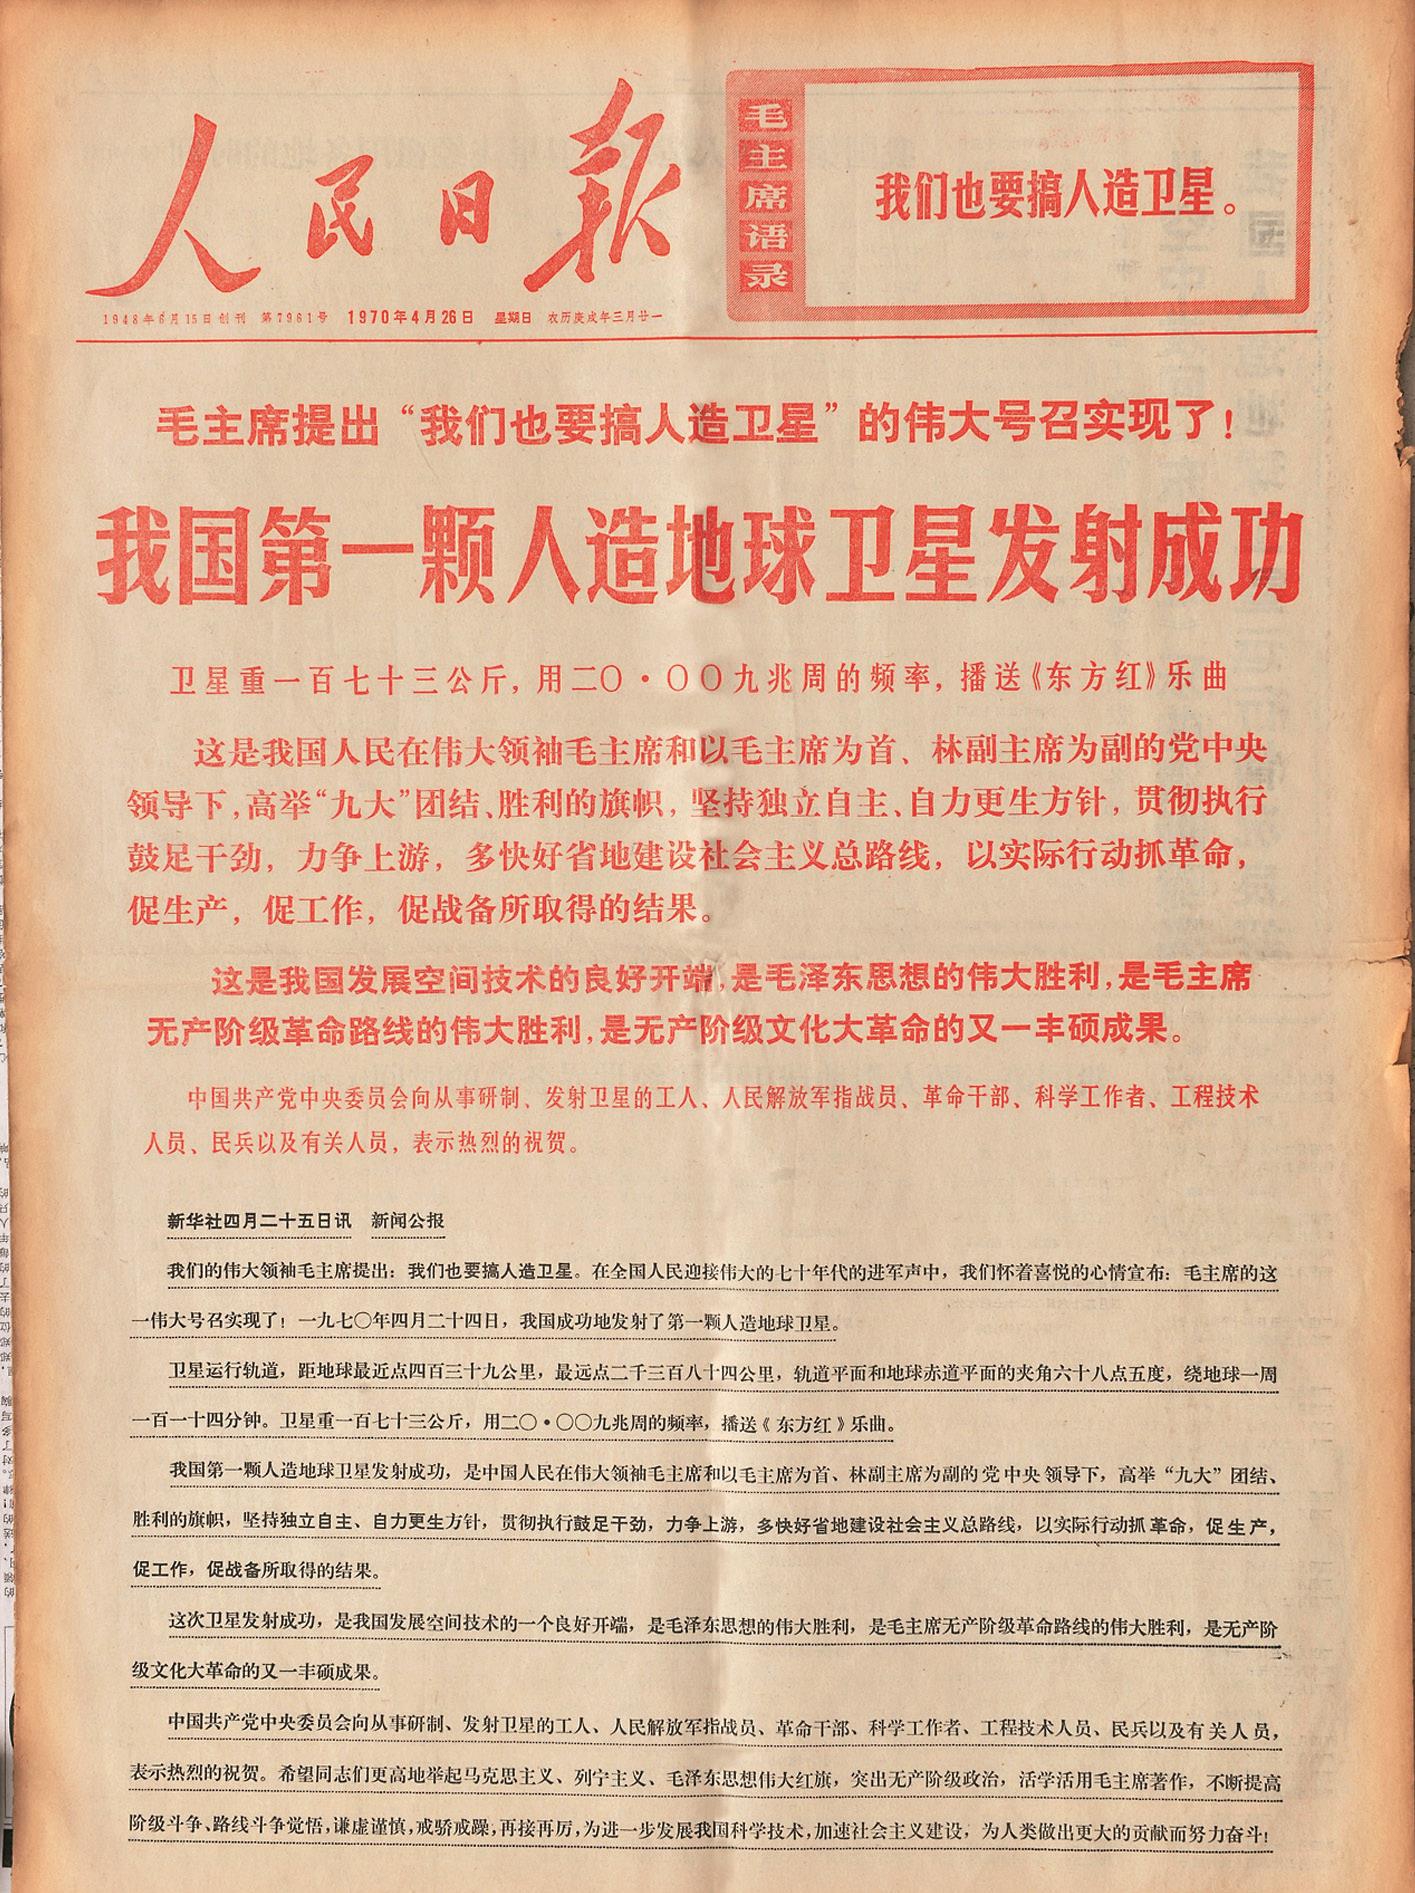 人民日报
1948年6月15日创刊 第7961号 1970年4月26日 星期日 农历庚戌年三月廿一
毛主席语录
我们也要搞人造卫星。
毛主席提出“我们也要搞人造卫星”的伟大号召实现了！
我国第一颗人造地球卫星发射成功
卫星重一百七十三公斤，用二〇·〇〇九兆周的频率，播送《东方红》乐曲
这是我国人民在伟大领袖毛主席和以毛主席为首、林副主席为副的党中央
领导下，高举“九大”团结、胜利的旗帜，坚持独立自主、自力更生方针，贯彻执行
鼓足干劲，力争上游，多快好省地建设社会主义总路线，以实际行动抓革命，
促生产，促工作，促战备所取得的结果。
这是我国发展空间技术的良好开端，是毛泽东思想的伟大胜利，是毛主席
无产阶级革命路线的伟大胜利，是无产阶级文化大革命的又一丰硕成果。
中国共产党中央委员会向从事研制、发射卫星的工人、人民解放军指战员、革命干部、科学工作者、工程技术
人员、民兵以及有关人员，表示热烈的祝贺。
新华社四月二十五日讯 新闻公报
我们的伟大领袖毛主席提出：我们也要搞人造卫星。在全国人民迎接伟大的七十年代的进军声中，我们怀着喜悦的心情宣布：毛主席的这
一伟大号召实现了！一九七〇年四月二十四日，我国成功地发射了第一颗人造地球卫星。
卫星运行轨道，距地球最近点四百三十九公里，最远点二千三百八十四公里，轨道平面和地球赤道平面的夹角六十八点五度，绕地球一周
一百一十四分钟。卫星重一百七十三公斤，用二〇·〇〇九兆周的频率，播送《东方红》乐曲。
我国第一颗人造地球卫星发射成功，是中国人民在伟大领袖毛主席和以毛主席为首、林副主席为副的党中央领导下，高举“九大”团结、
胜利的旗帜，坚持独立自主、自力更生方针，贯彻执行鼓足干劲，力争上游，多快好省地建设社会主义总路线，以实际行动抓革命，促生产，
促工作，促战备所取得的结果。
这次卫星发射成功，是我国发展空间技术的一个良好开端，是毛泽东思想的伟大胜利，是毛主席无产阶级革命路线的伟大胜利，是无产阶
级文化大革命的又一丰硕成果。
中国共产党中央委员会向从事研制、发射卫星的工人、人民解放军指战员、革命干部、科学工作者、工程技术人员、民兵以及有关人员，
表示热烈的祝贺。希望同志们更高地举起马克思主义、列宁主义、毛泽东思想伟大红旗，突出无产阶级政治，活学活用毛主席著作，不断提高
阶级斗争、路线斗争觉悟，谦虚谨慎，戒骄戒躁，再接再厉，为进一步发展我国科学技术，加速社会主义建设，为人类做出更大的贡献而努力奋斗！